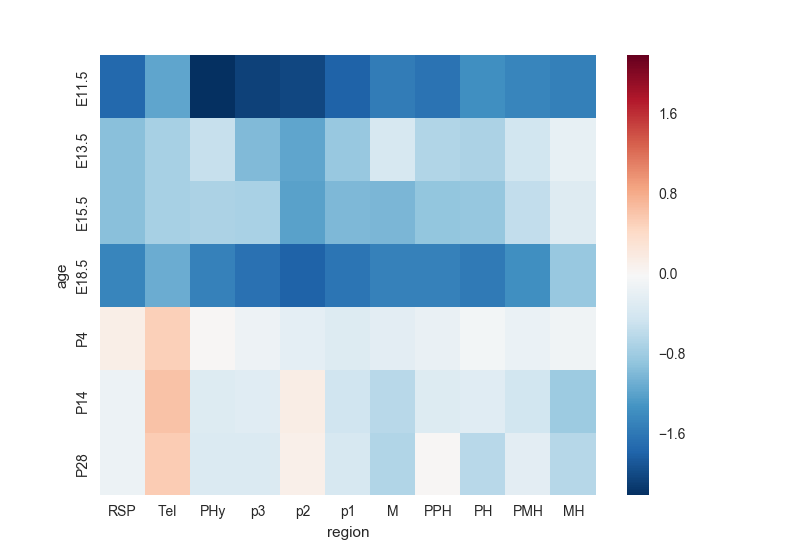 E11.5
E13.5
E15.5
E18.5
P4
P14
P28
age
RSP Tel PHy p3 p2 p1 M PPH PH PMH MH
region
1.6
0.8
0.0
−0.8
−1.6